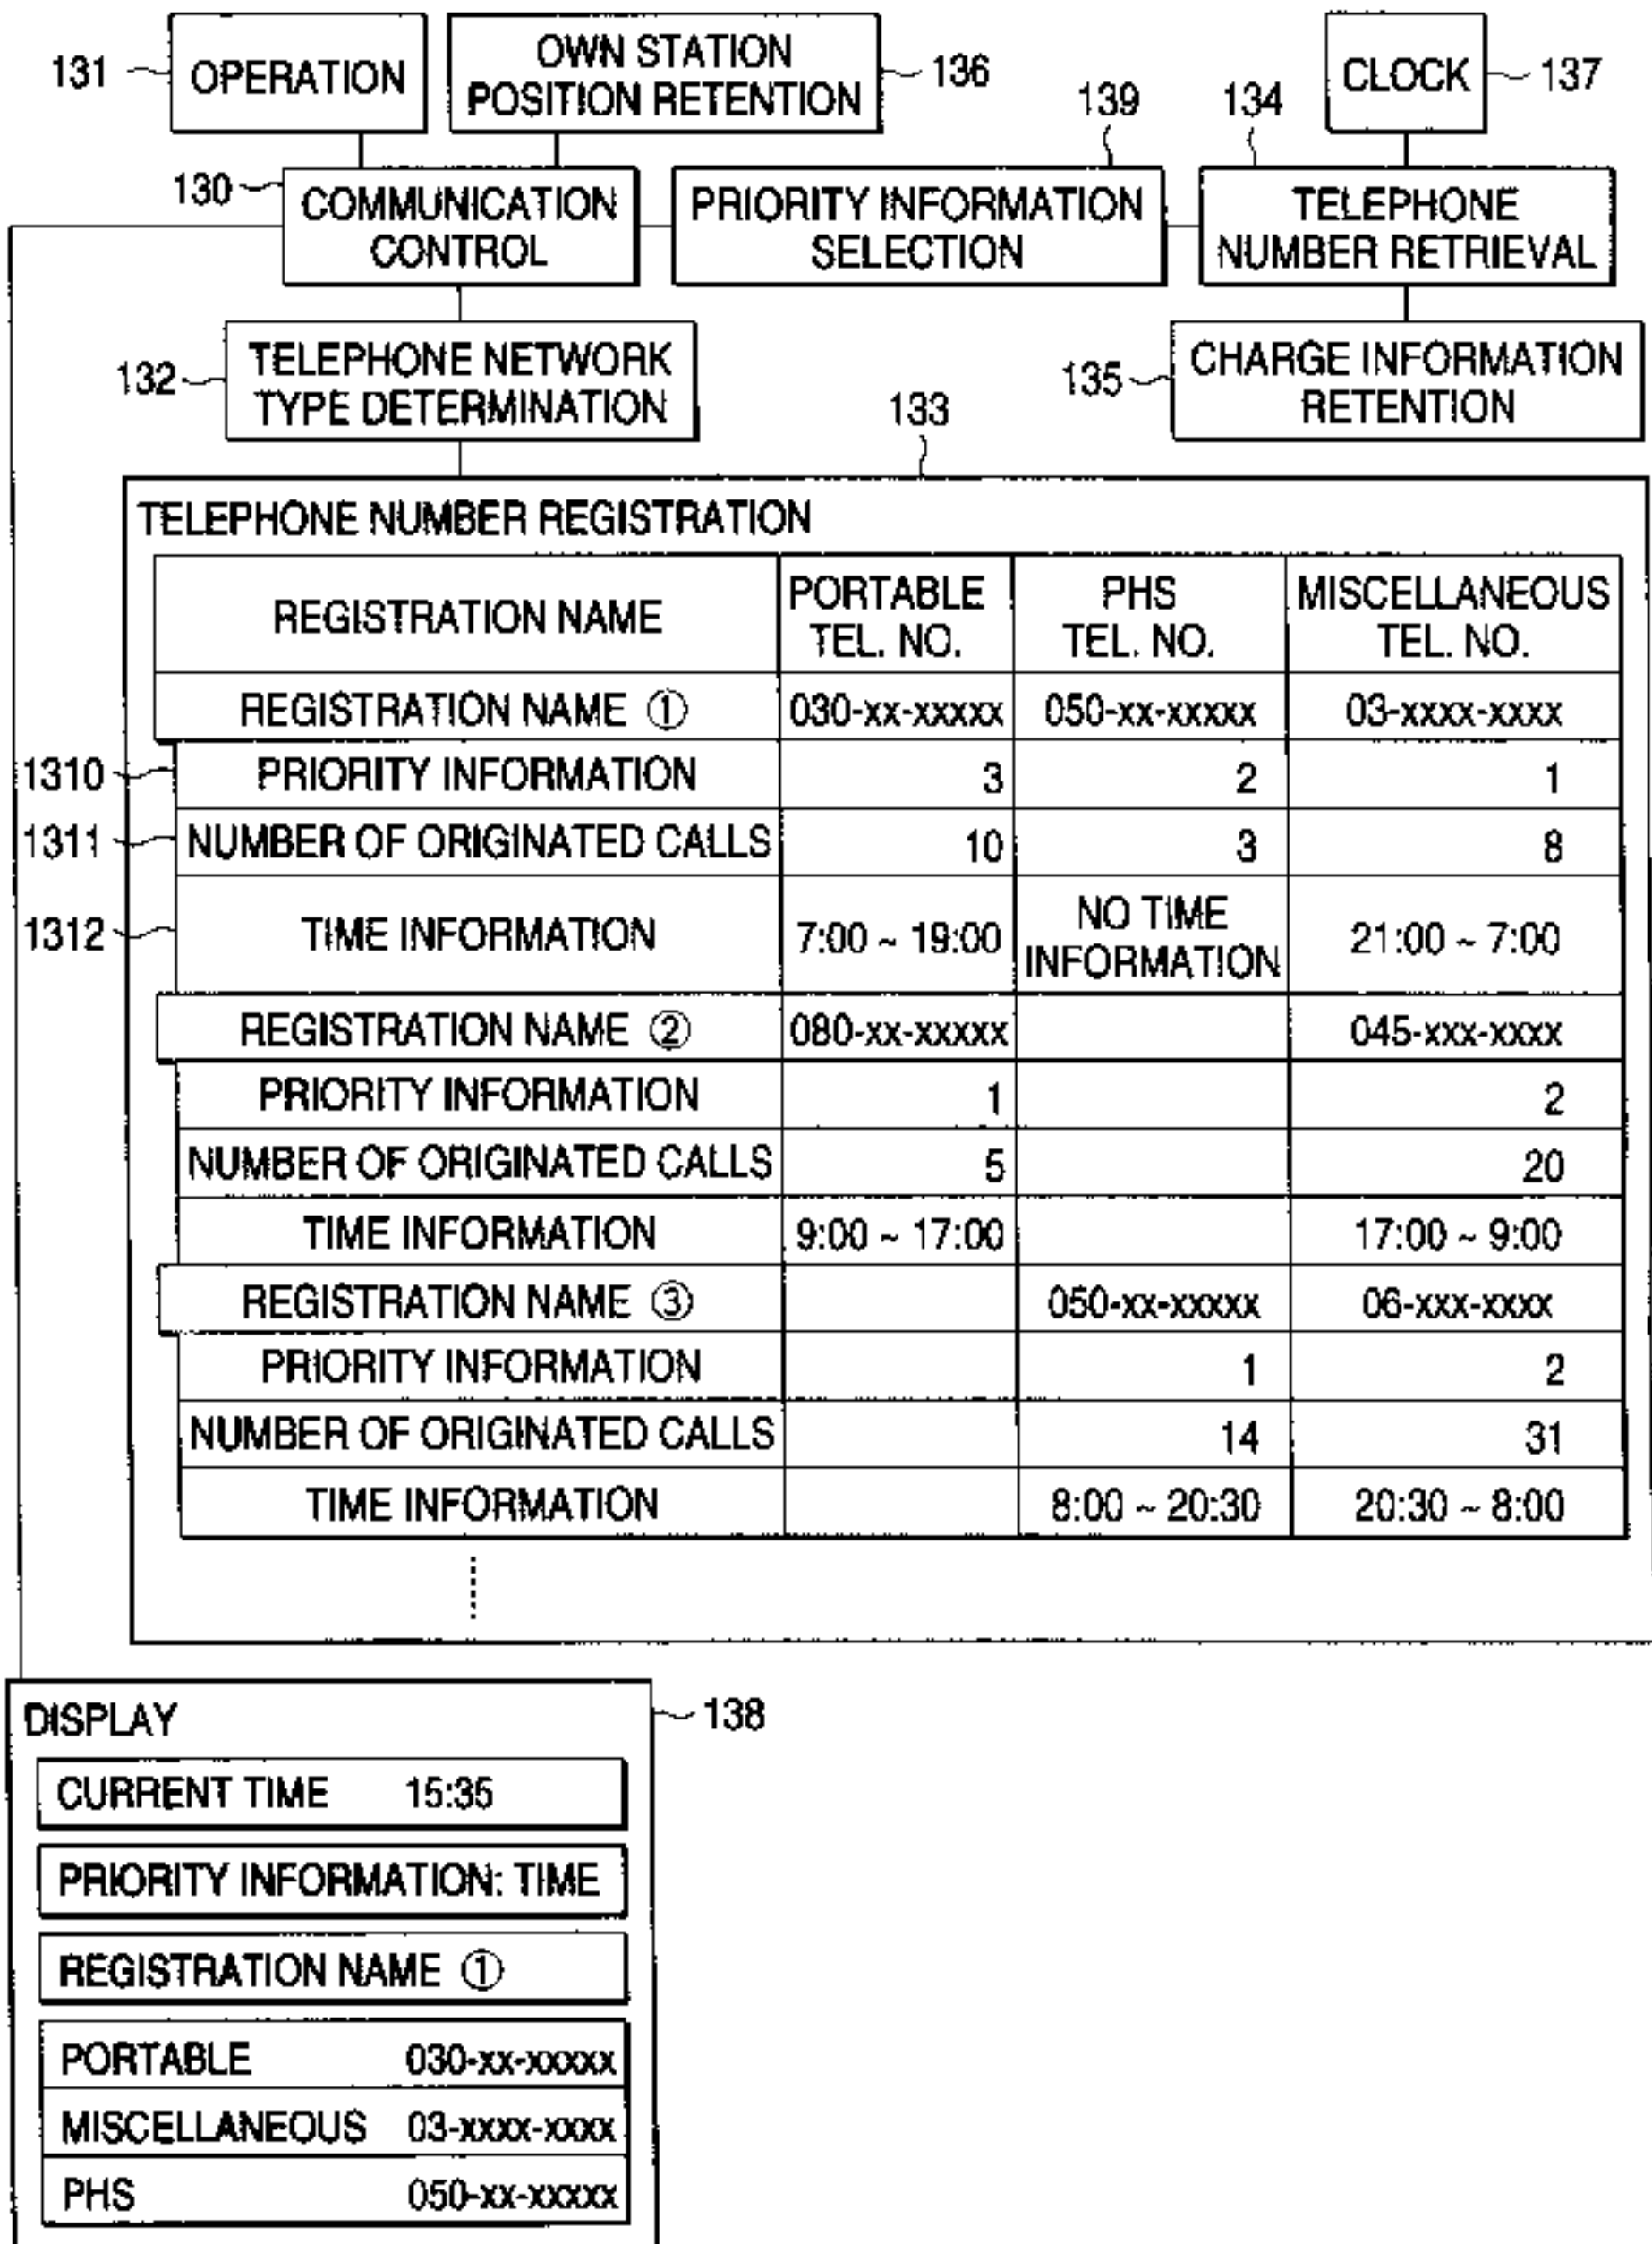 131 OPERATION
OWN STATION
POSITION RETENTION 136
CLOCK 137
139 134
130 COMMUNICATION
CONTROL
PRIORITY INFORMATION
SELECTION
TELEPHONE
NUMBER RETRIEVAL
132 TELEPHONE NETWORK
TYPE DETERMINATION
135 CHARGE INFORMATION
RETENTION
133
TELEPHONE NUMBER REGISTRATION
REGISTRATION NAME PORTABLE TEL. NO. PHS TEL. NO. MISCELLANEOUS TEL. NO.
REGISTRATION NAME ① 030-xx-xxxxx 050-xx-xxxxx 03-xxxx-xxxx
1310 PRIORITY INFORMATION 3 2 1
1311 NUMBER OF ORIGINATED CALLS 10 3 8
1312 TIME INFORMATION 7:00 ~ 19:00 NO TIME INFORMATION 21:00 ~ 7:00
REGISTRATION NAME ② 080-xx-xxxxx 045-xxx-xxxx
PRIORITY INFORMATION 1 2
NUMBER OF ORIGINATED CALLS 5 20
TIME INFORMATION 9:00 ~ 17:00 17:00 ~ 9:00
REGISTRATION NAME ③ 050-xx-xxxxx 06-xxx-xxxx
PRIORITY INFORMATION 1 2
NUMBER OF ORIGINATED CALLS 14 31
TIME INFORMATION 8:00 ~ 20:30 20:30 ~ 8:00
DISPLAY 138
CURRENT TIME 15:35
PRIORITY INFORMATION: TIME
REGISTRATION NAME ①
PORTABLE 030-xx-xxxxx
MISCELLANEOUS 03-xxxx-xxxx
PHS 050-xx-xxxxx